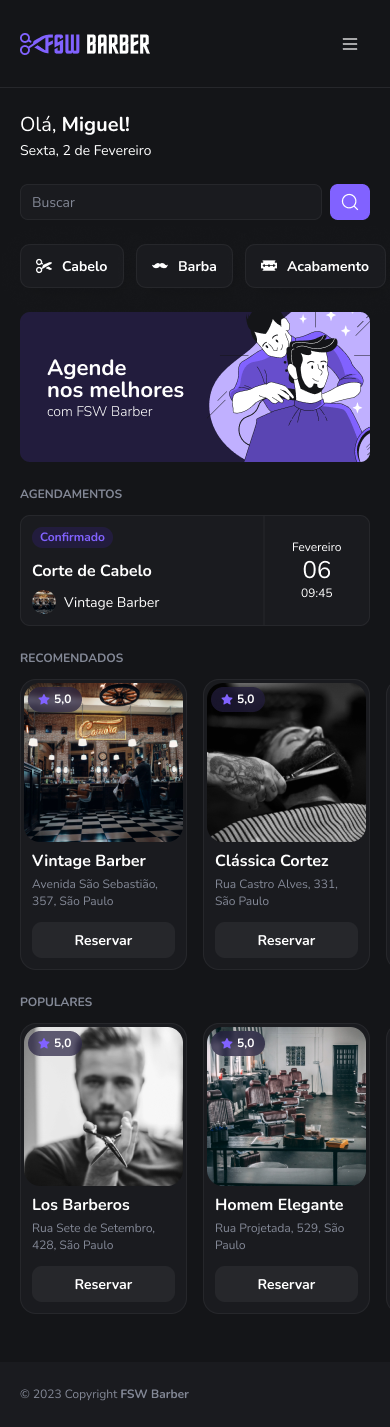 FSW BARBER
Olá, Miguel!
Sexta, 2 de Fevereiro
Buscar
Cabelo
Barba
Acabamento
Agende
nos melhores
com FSW Barber
AGENDAMENTOS
Confirmado
Corte de Cabelo
Vintage Barber
Fevereiro
06
09:45
RECOMENDADOS
5,0
Vintage Barber
Avenida São Sebastião,
357, São Paulo
Reservar
5,0
Clássica Cortez
Rua Castro Alves, 331,
São Paulo
Reservar
POPULARES
5,0
Los Barberos
Rua Sete de Setembro,
428, São Paulo
Reservar
5,0
Homem Elegante
Rua Projetada, 529, São
Paulo
Reservar
© 2023 Copyright FSW Barber